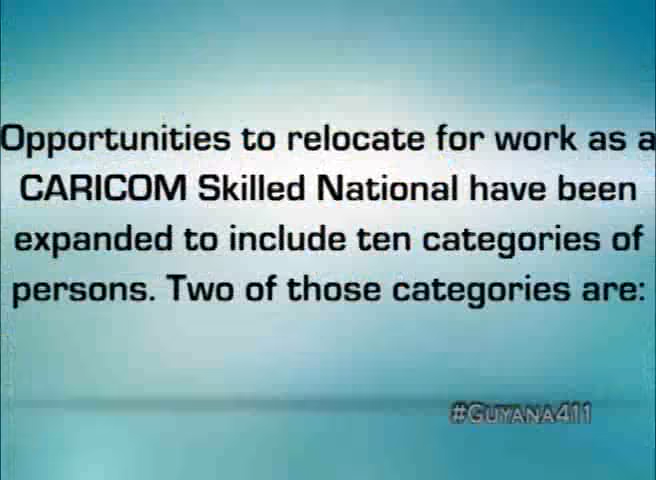 Opportunities to relocate for work as a
CARICOM Skilled National have been
expanded to include ten categories of
persons. Two of those categories are:
#GUYANA411